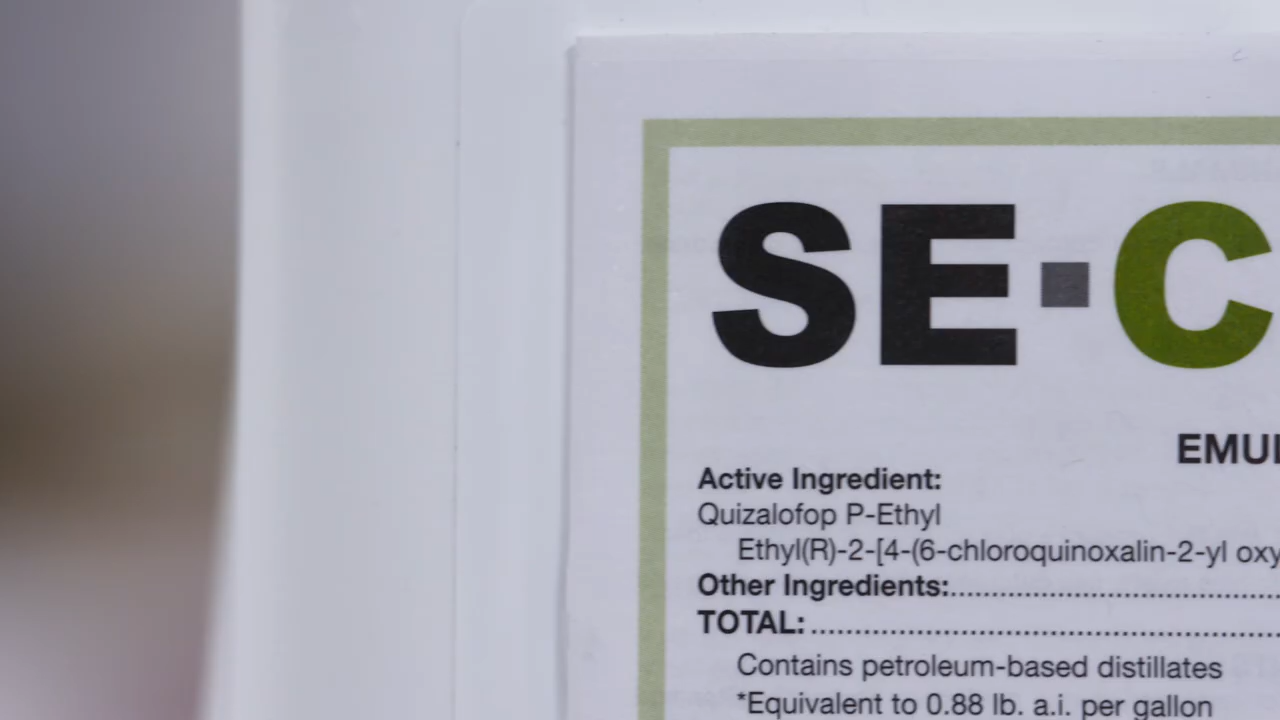 SE▪C
EMUL
Active Ingredient:
Quizalofop P-Ethyl
Ethyl(R)-2-[4-(6-chloroquinoxalin-2-yl oxy
Other Ingredients:..............................
TOTAL:..........................................
Contains petroleum-based distillates
*Equivalent to 0.88 lb. a.i. per gallon